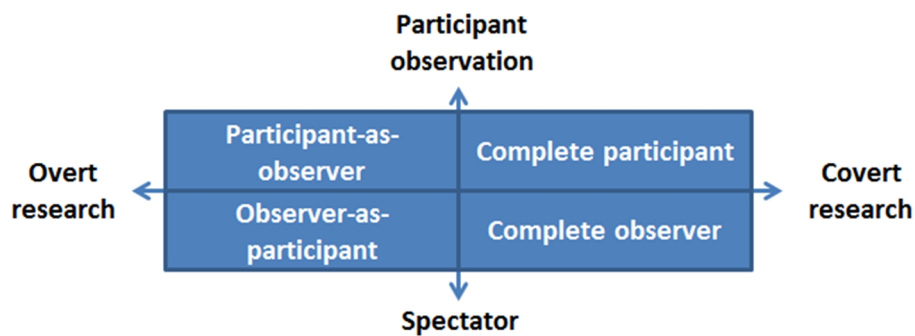 Participant
observation
Participant-as-
observer
Complete participant
Overt
research
Covert
research
Observer-as-
participant
Complete observer
Spectator